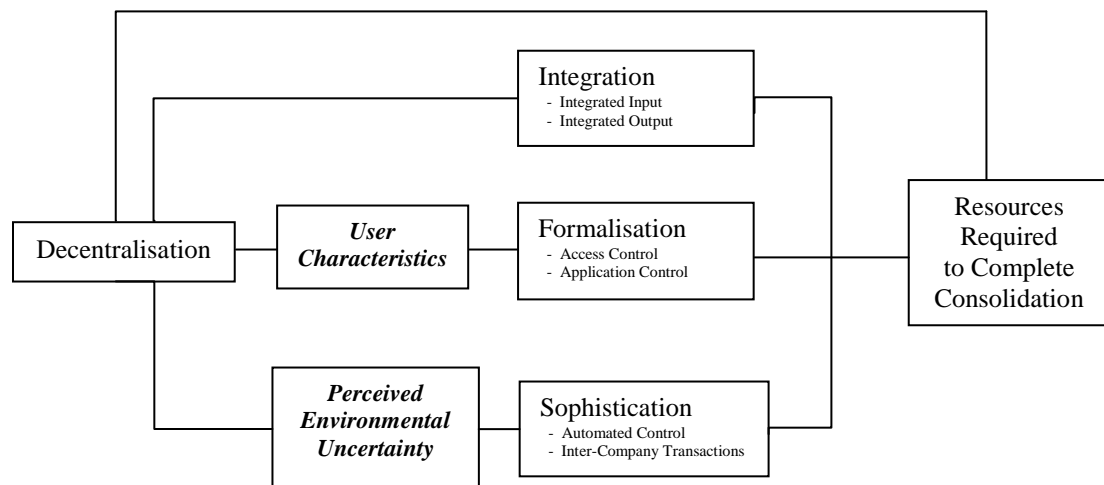 Integration
- Integrated Input
- Integrated Output
Decentralisation
User
Characteristics
Formalisation
- Access Control
- Application Control
Resources
Required
to Complete
Consolidation
Perceived
Environmental
Uncertainty
Sophistication
- Automated Control
- Inter-Company Transactions